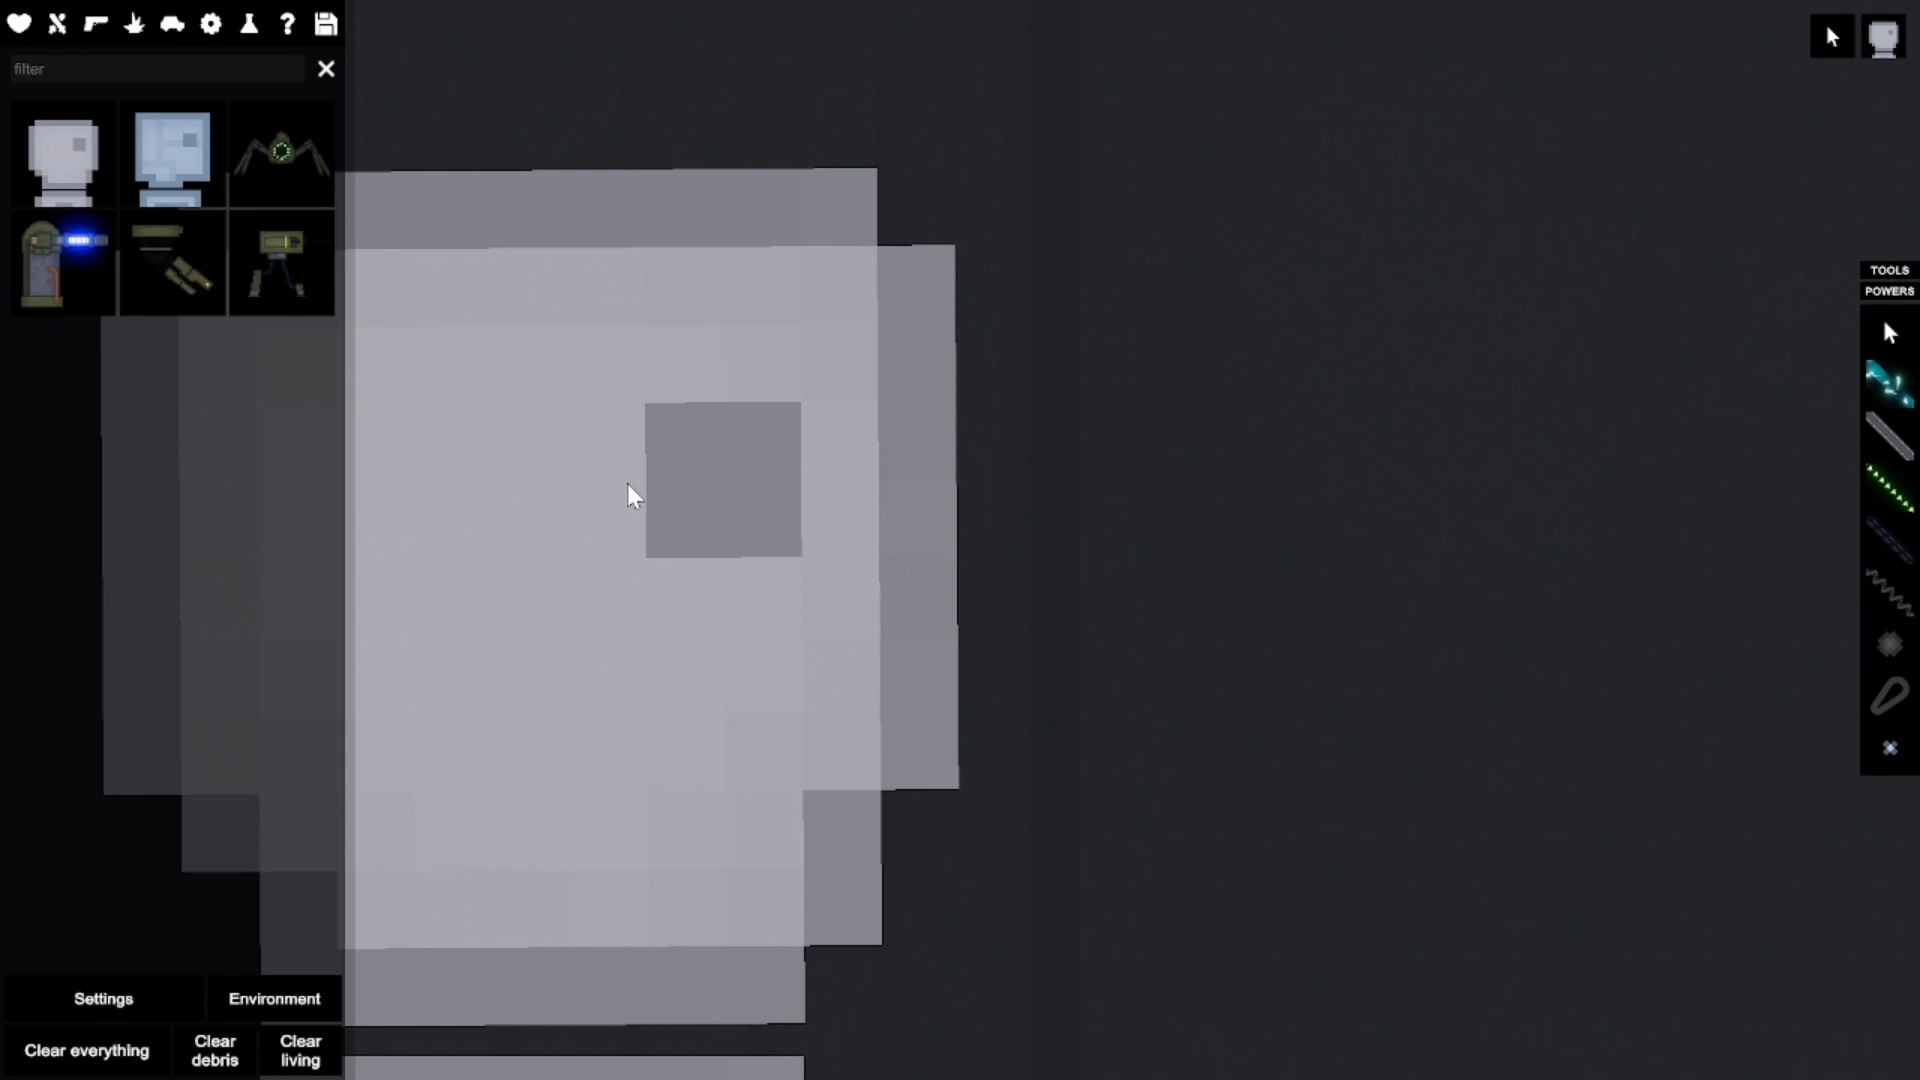 filter
TOOLS
POWERS
Settings
Environment
Clear everything
Clear
debris
Clear
living